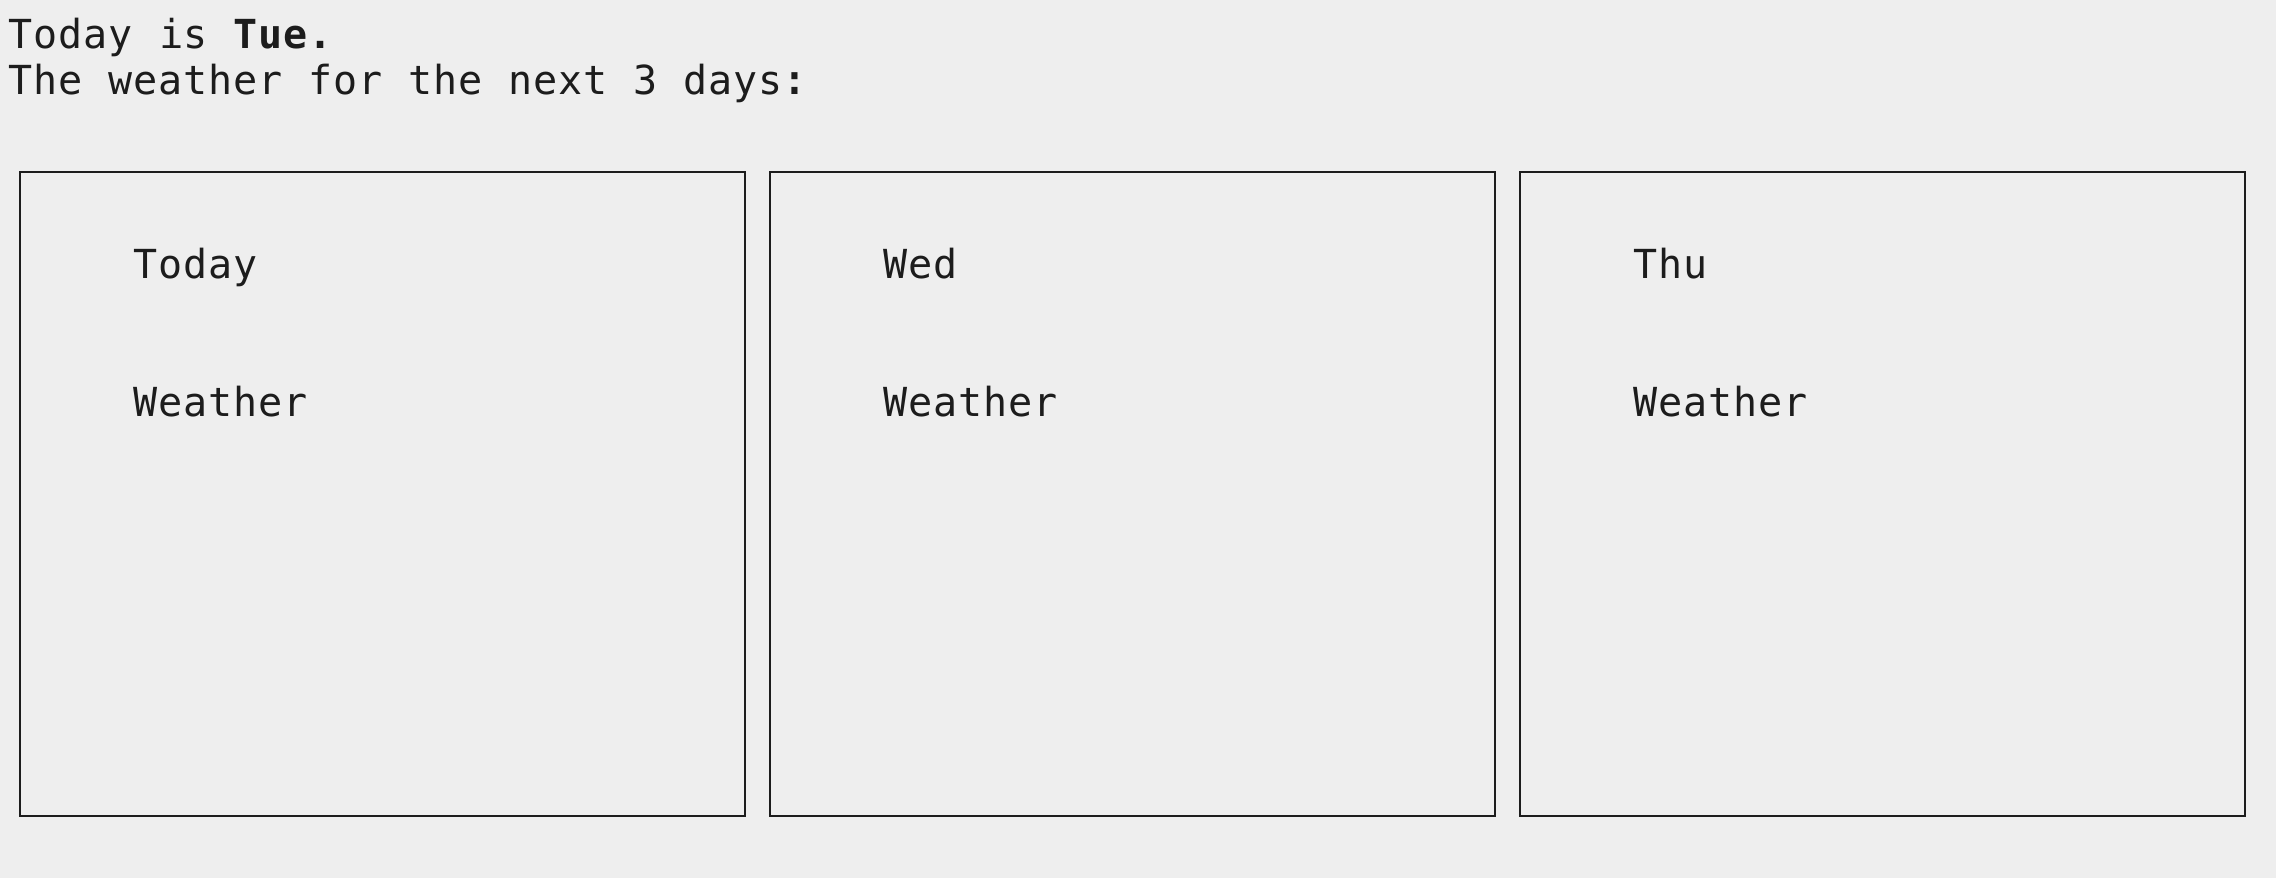 Today is Tue.
The weather for the next 3 days:
Today
Weather
Wed
Weather
Thu
Weather